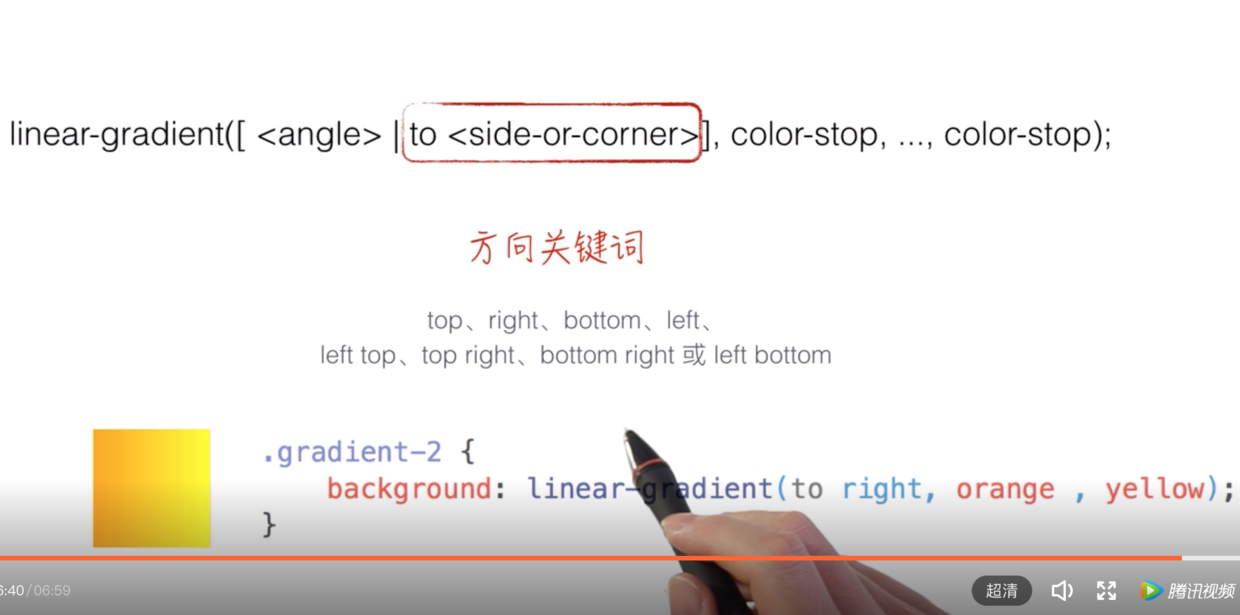 linear-gradient([ <angle> | to <side-or-corner>], color-stop, ..., color-stop);
方向关键词
top、right、bottom、left、
left top、top right、bottom right 或 left bottom
.gradient-2 {
background: linear-gradient(to right, orange , yellow);
}
6:40/06:59
超清
腾讯视频